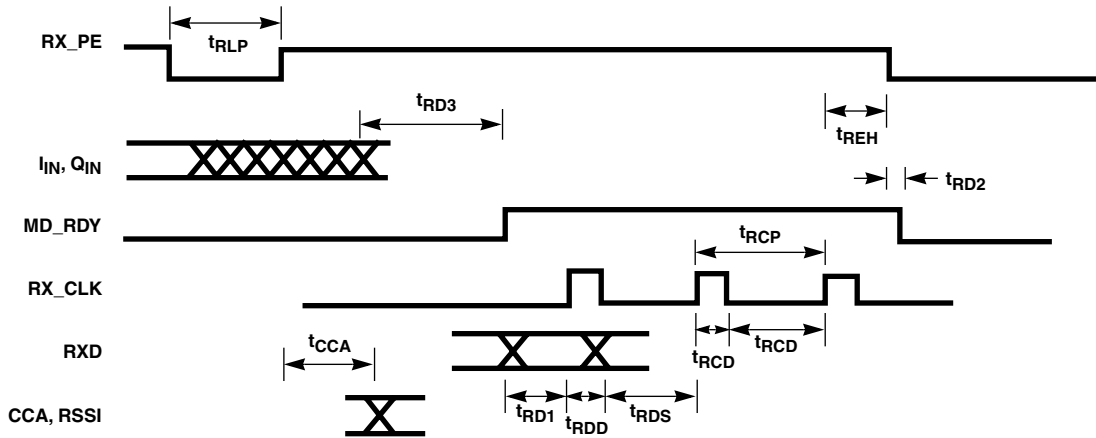 RX_PE
tRLP
tRD3
tREH
IIN, QIN
tRD2
MD_RDY
tRCP
RX_CLK
RXD
tCCA
tRCD
tRCD
CCA, RSSI
tRD1
tRDD
tRDS